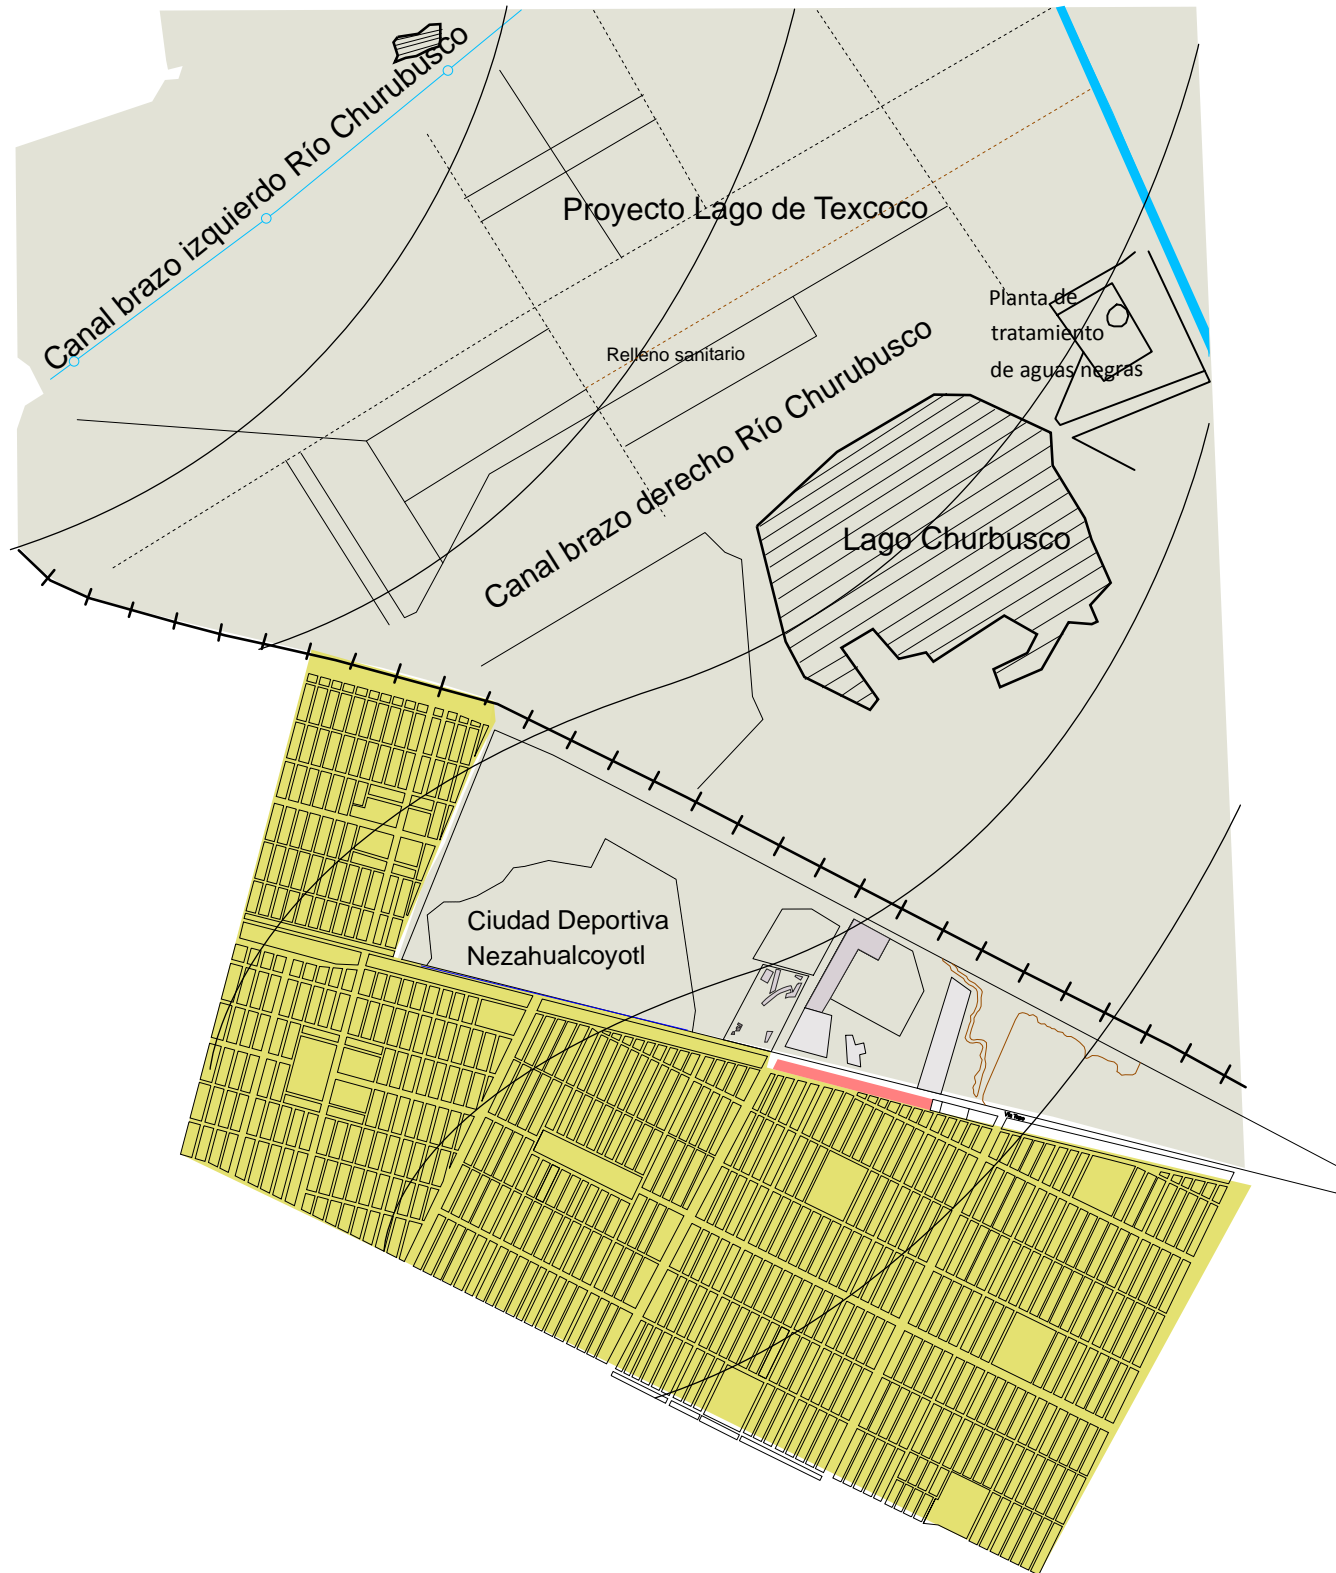 Canal brazo izquierdo Río Churubusco
Proyecto Lago de Texcoco
Planta de
tratamiento
de aguas negras
Relleno sanitario
Canal brazo derecho Río Churubusco
Lago Churbusco
Ciudad Deportiva
Nezahualcoyotl